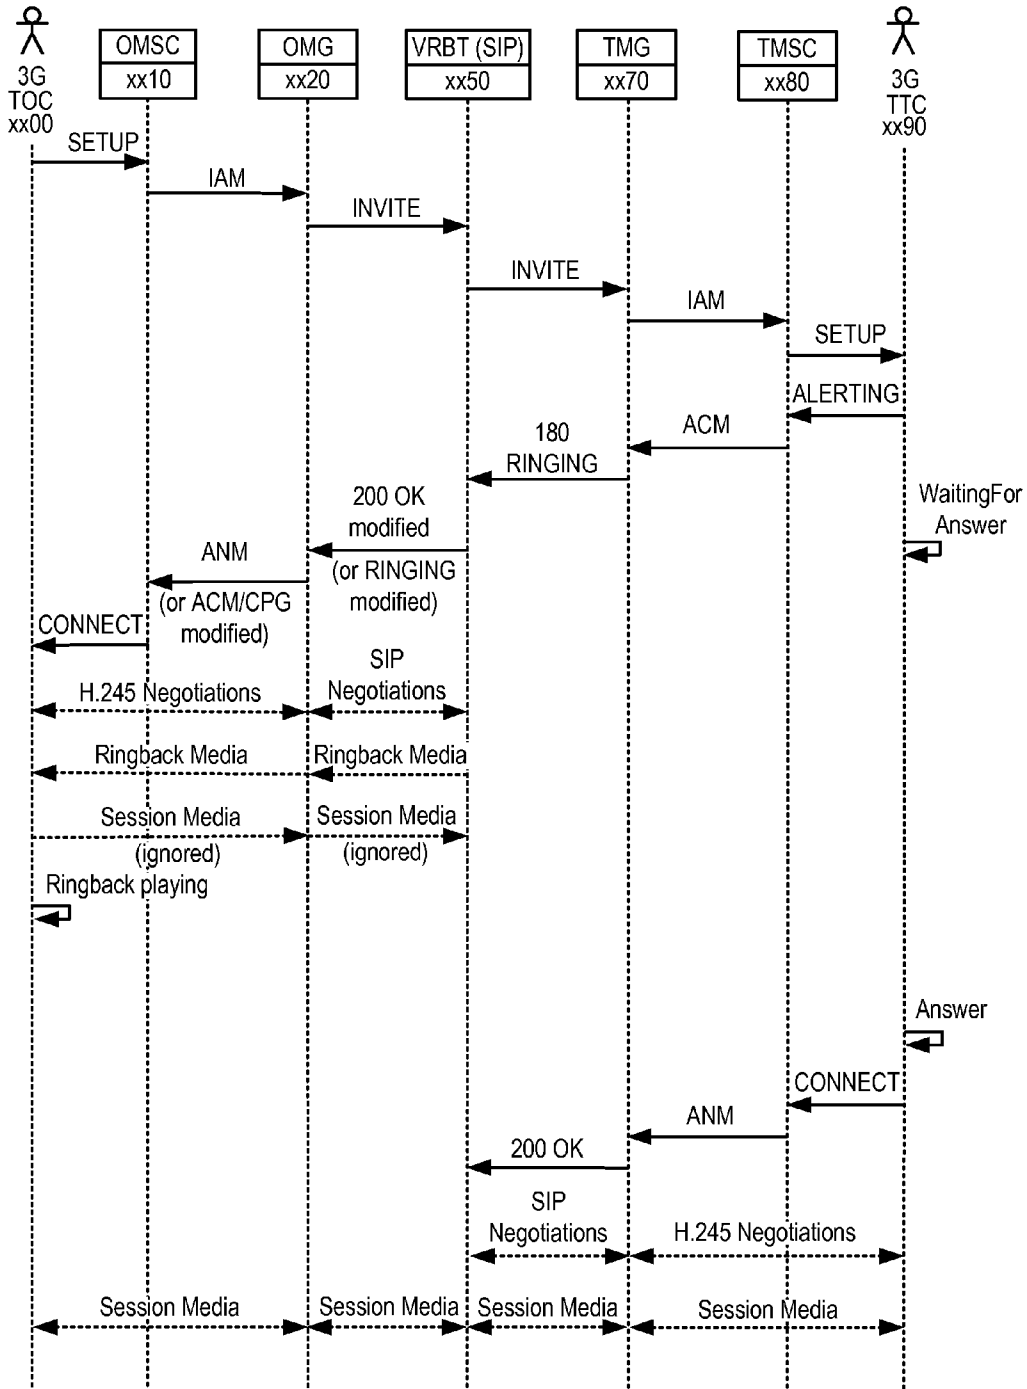 OMSC
OMG
VRBT (SIP)
TMG
TMSC
3G
TOC
xx00
xx10
xx20
xx50
xx70
xx80
3G
TTC
xx90
SETUP
IAM
INVITE
INVITE
IAM
SETUP
ALERTING
ACM
180
RINGING
WaitingFor
Answer
200 OK
modified
(or RINGING
modified)
ANM
(or ACM/CPG
modified)
CONNECT
SIP
Negotiations
H.245 Negotiations
Ringback Media
Ringback Media
Session Media
(ignored)
Session Media
(ignored)
Ringback playing
Answer
CONNECT
ANM
200 OK
SIP
Negotiations
H.245 Negotiations
Session Media
Session Media
Session Media
Session Media